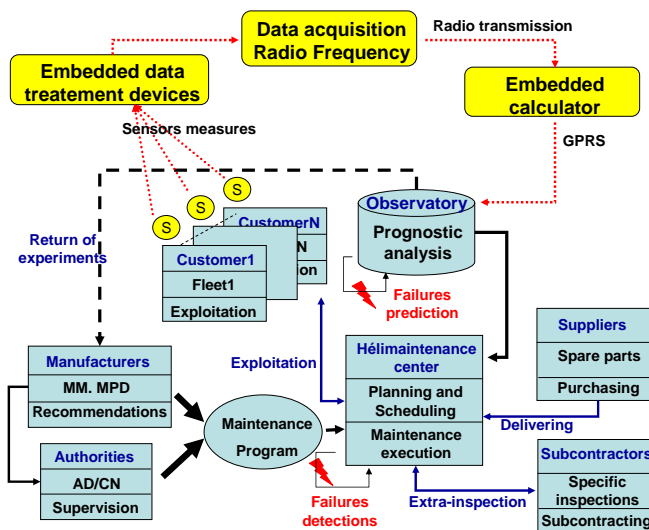 Data acquisition
Radio Frequency
Radio transmission
Embedded data
treatement devices
Embedded
calculator
Sensors measures
GPRS
S
S
S
Observatory
Prognostic
analysis
CustomerN
N
ion
Customer1
Fleet1
Exploitation
Return of
experiments
Failures
prediction
Suppliers
Spare parts
Purchasing
Exploitation
Hélimaintenance
center
Planning and
Scheduling
Maintenance
execution
Manufacturers
MM. MPD
Recommendations
Maintenance
Program
Delivering
Authorities
AD/CN
Supervision
Failures
detections
Extra-inspection
Subcontractors
Specific
inspections
Subcontracting